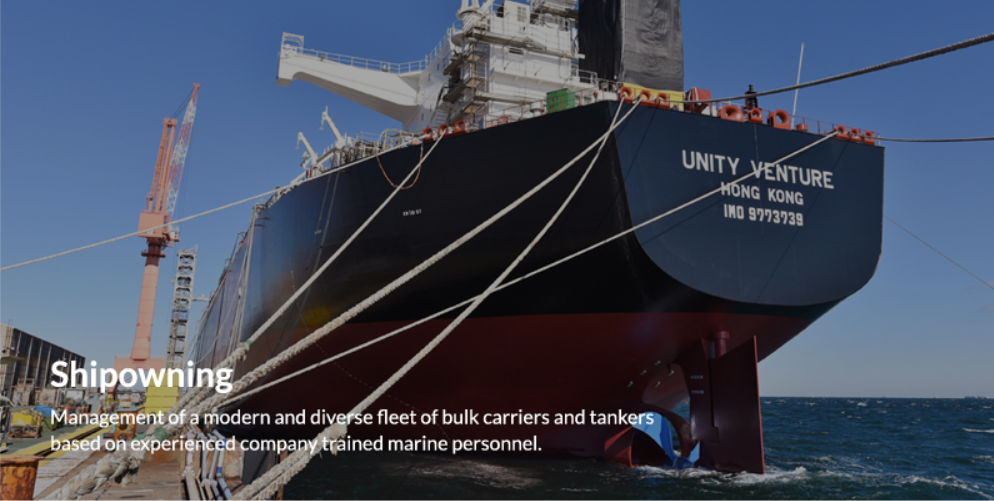 UNITY VENTURE
HONG KONG
IMO 9773739
Shipowning
Management of a modern and diverse fleet of bulk carriers and tankers
based on experienced company trained marine personnel.